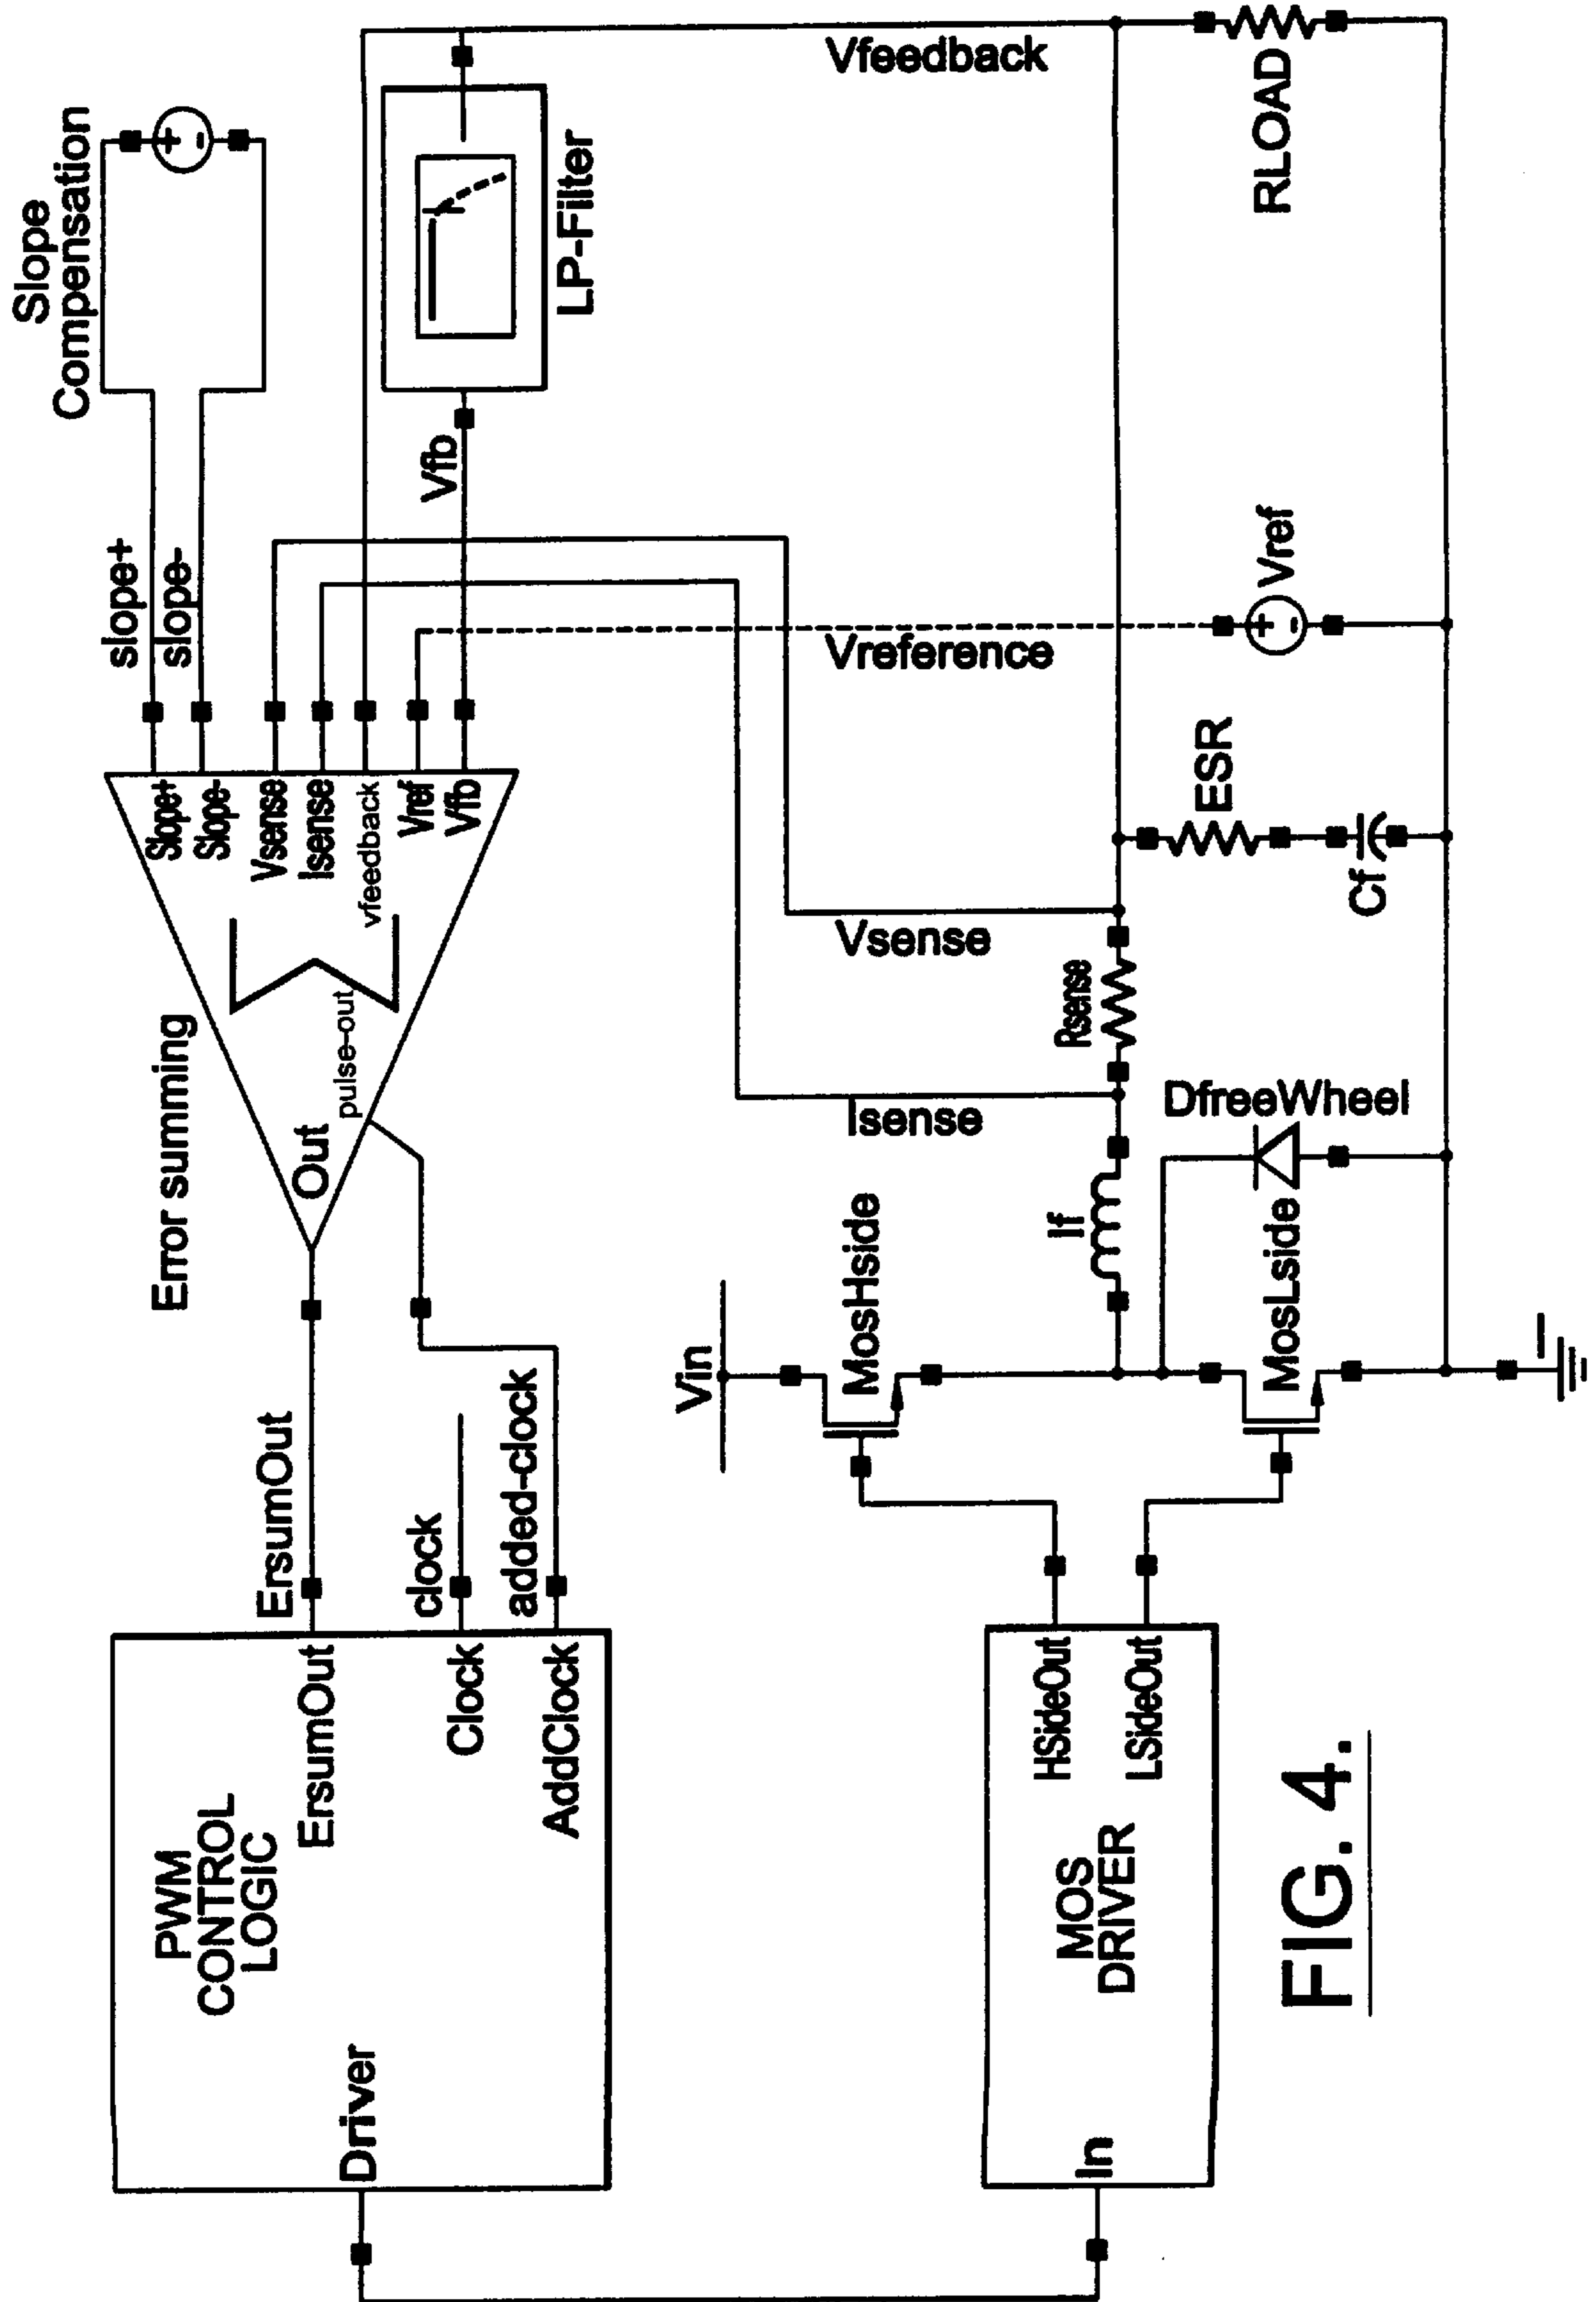 Slope
Compensation
slope+
slope-
Error summing
Slope+
Slope-
Vsense
Isense
vfeedback
Vref
Vfb
Out
pulse-out
Vfb
LP-Filter
PWM
CONTROL
LOGIC
Driver
ErsumOut
Clock
AddClock
ErsumOut
clock
added-clock
Vin
MosHside
lf
Isense
Rsense
Vsense
Vreference
Vfeedback
DfreeWheel
MosLside
ESR
Cf
Vref
RLOAD
MOS
DRIVER
In
HSideOut
LSideOut
+
-
+
-
FIG. 4.